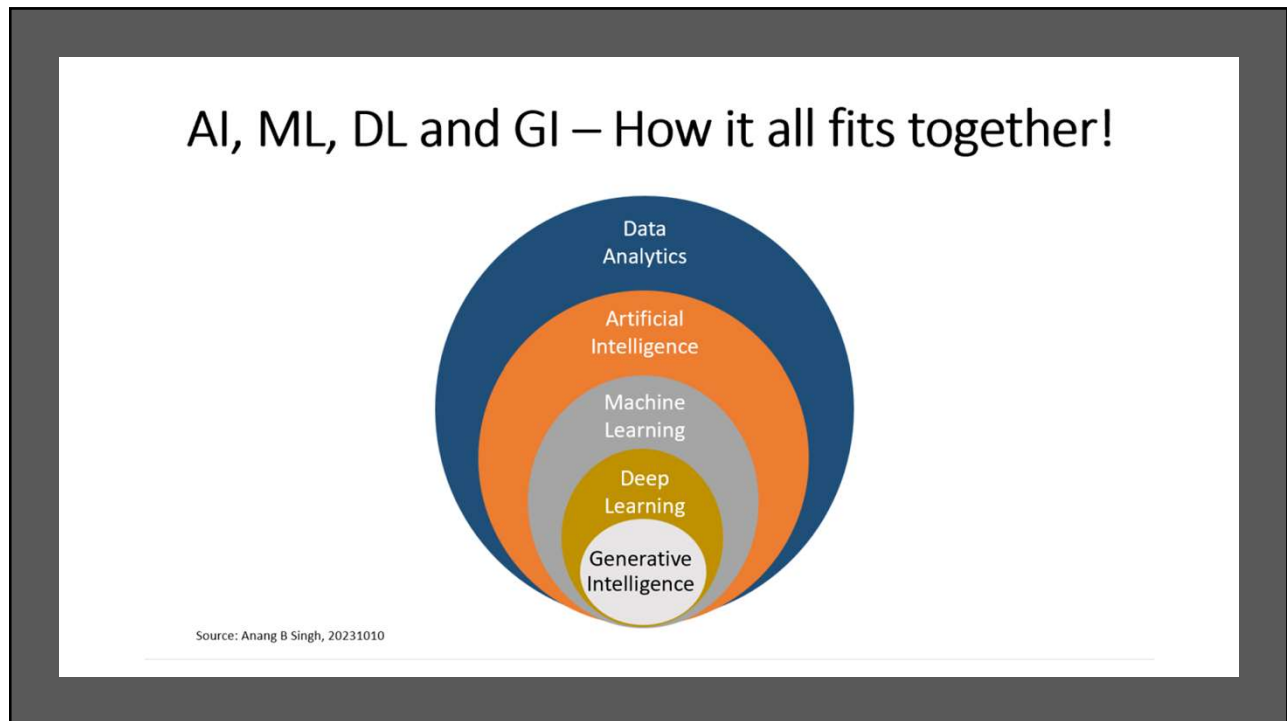 AI, ML, DL and GI – How it all fits together!
Data
Analytics
Artificial
Intelligence
Machine
Learning
Deep
Learning
Generative
Intelligence
Source: Anang B Singh, 20231010